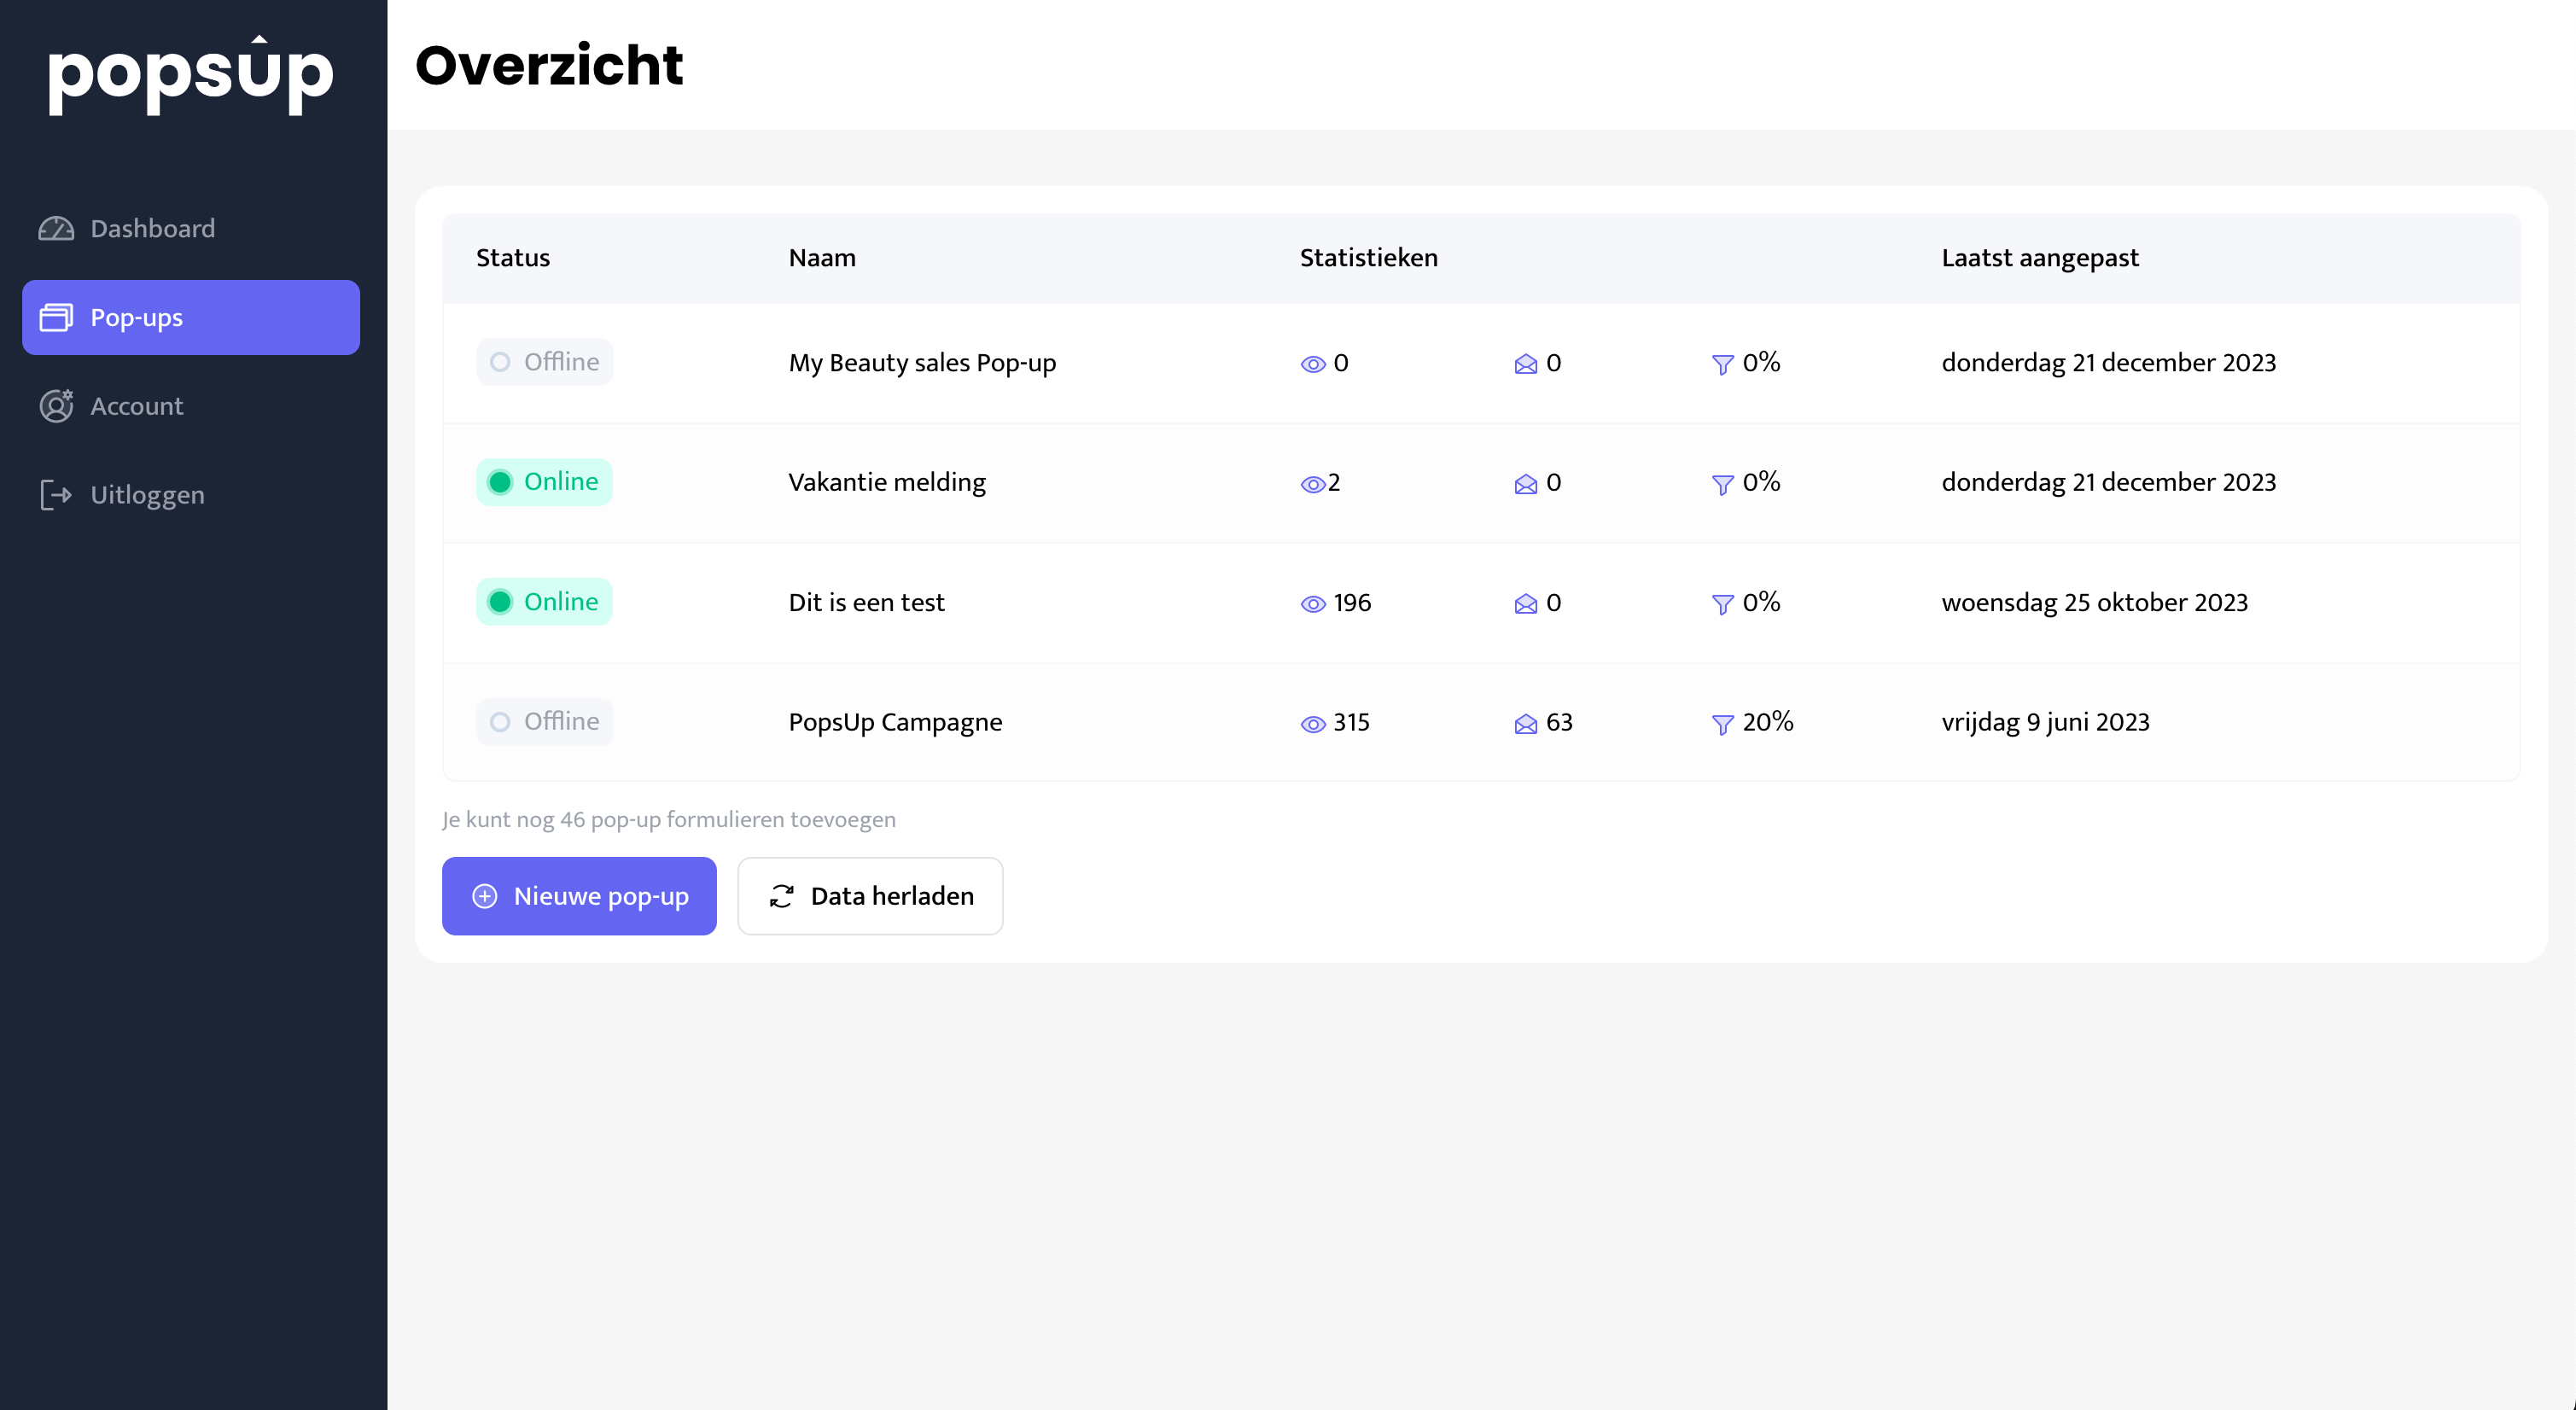 popsup
Overzicht
Dashboard
Pop-ups
Account
Uitloggen
Status Naam Statistieken Laatst aangepast
Offline My Beauty sales Pop-up 0 0 0% donderdag 21 december 2023
Online Vakantie melding 2 0 0% donderdag 21 december 2023
Online Dit is een test 196 0 0% woensdag 25 oktober 2023
Offline PopsUp Campagne 315 63 20% vrijdag 9 juni 2023
Je kunt nog 46 pop-up formulieren toevoegen
Nieuwe pop-up Data herladen